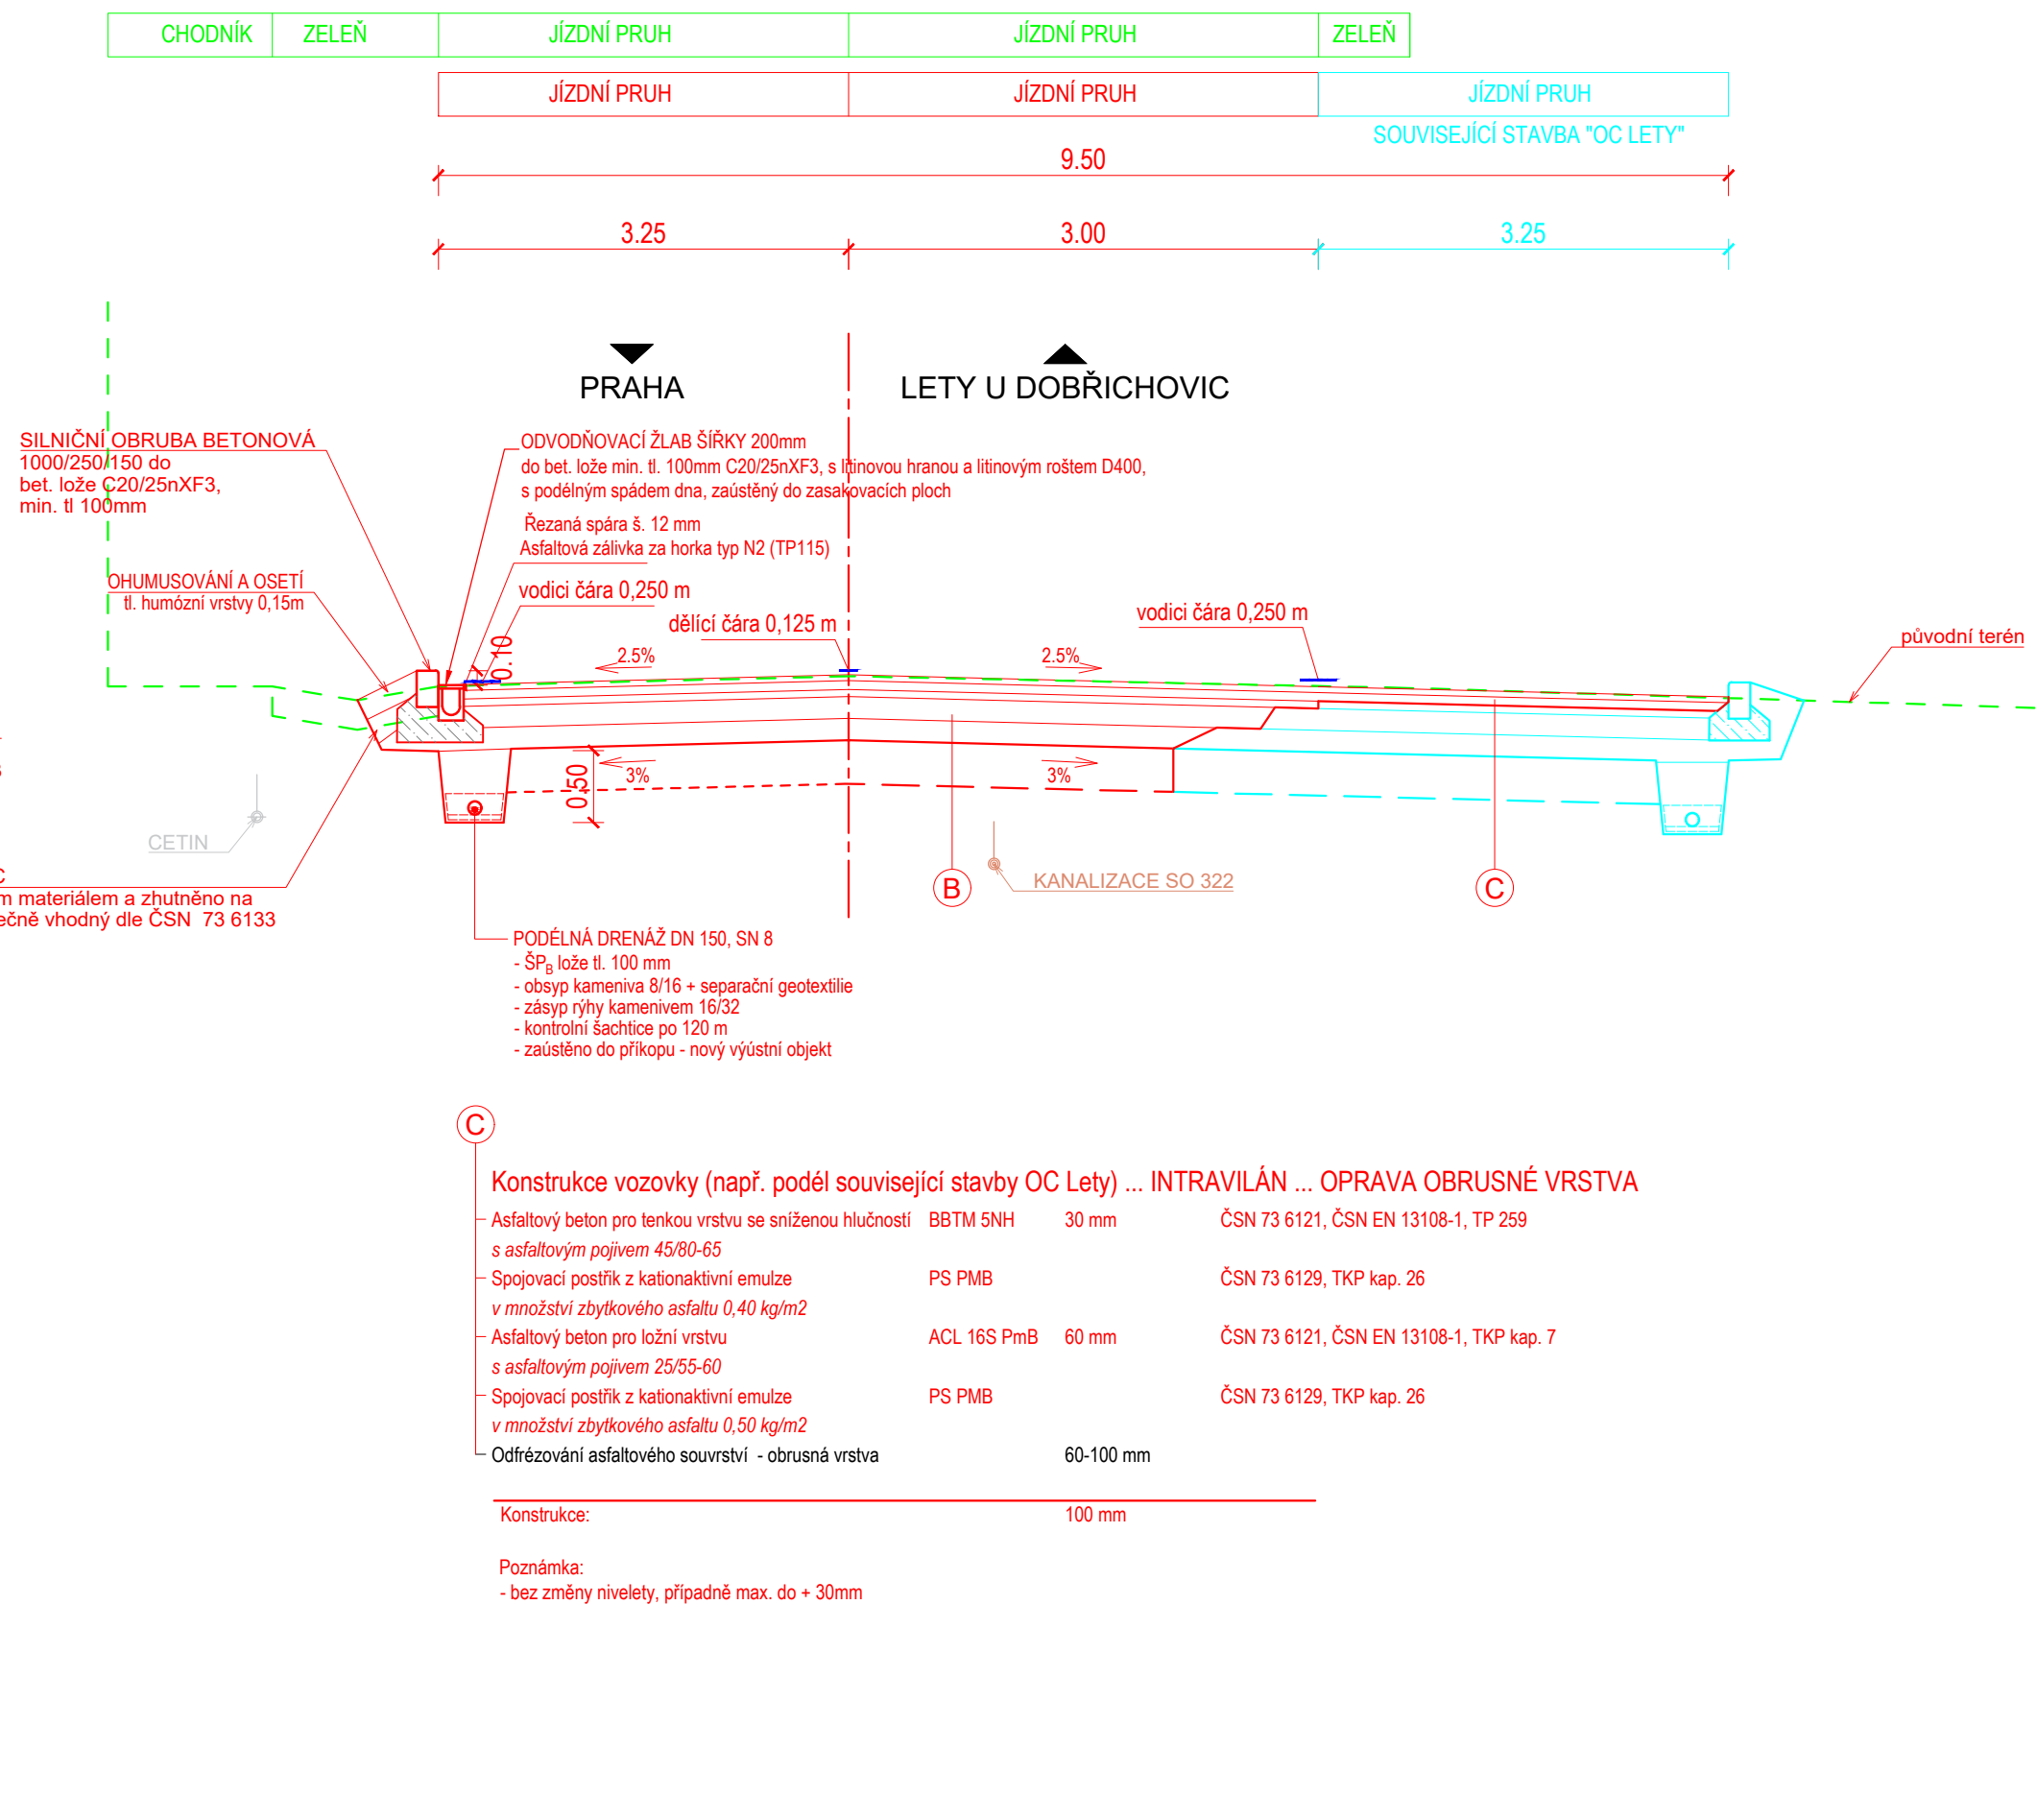 CHODNÍK ZELEŇ JÍZDNÍ PRUH JÍZDNÍ PRUH ZELEŇ
JÍZDNÍ PRUH JÍZDNÍ PRUH JÍZDNÍ PRUH
SOUVISEJÍCÍ STAVBA "OC LETY"
9.50
3.25 3.00 3.25
PRAHA LETY U DOBŘICHOVIC
SILNIČNÍ OBRUBA BETONOVÁ
1000/250/150 do
bet. lože C20/25nXF3,
min. tl 100mm
ODVODŇOVACÍ ŽLAB ŠÍŘKY 200mm
do bet. lože min. tl. 100mm C20/25nXF3, s litinovou hranou a litinovým roštem D400,
s podélným spádem dna, zaústěný do zasakovacích ploch
Řezaná spára š. 12 mm
Asfaltová zálivka za horka typ N2 (TP115)
OHUMUSOVÁNÍ A OSETÍ
tl. humózní vrstvy 0,15m
vodici čára 0,250 m
dělící čára 0,125 m
vodici čára 0,250 m
původní terén
0.10
2.5% 2.5%
0.50
3% 3%
CETIN
KANALIZACE SO 322
B
C
C
m materiálem a zhutněno na
ečně vhodný dle ČSN 73 6133
PODÉLNÁ DRENÁŽ DN 150, SN 8
- ŠPB lože tl. 100 mm
- obsyp kameniva 8/16 + separační geotextilie
- zásyp rýhy kamenivem 16/32
- kontrolní šachtice po 120 m
- zaústěno do příkopu - nový výústní objekt
C
Konstrukce vozovky (např. podél související stavby OC Lety) ... INTRAVILÁN ... OPRAVA OBRUSNÉ VRSTVA
Asfaltový beton pro tenkou vrstvu se sníženou hlučností BBTM 5NH 30 mm ČSN 73 6121, ČSN EN 13108-1, TP 259
s asfaltovým pojivem 45/80-65
Spojovací postřik z kationaktivní emulze PS PMB ČSN 73 6129, TKP kap. 26
v množství zbytkového asfaltu 0,40 kg/m2
Asfaltový beton pro ložní vrstvu ACL 16S PmB 60 mm ČSN 73 6121, ČSN EN 13108-1, TKP kap. 7
s asfaltovým pojivem 25/55-60
Spojovací postřik z kationaktivní emulze PS PMB ČSN 73 6129, TKP kap. 26
v množství zbytkového asfaltu 0,50 kg/m2
Odfrézování asfaltového souvrství - obrusná vrstva 60-100 mm
Konstrukce: 100 mm
Poznámka:
- bez změny nivelety, případně max. do + 30mm